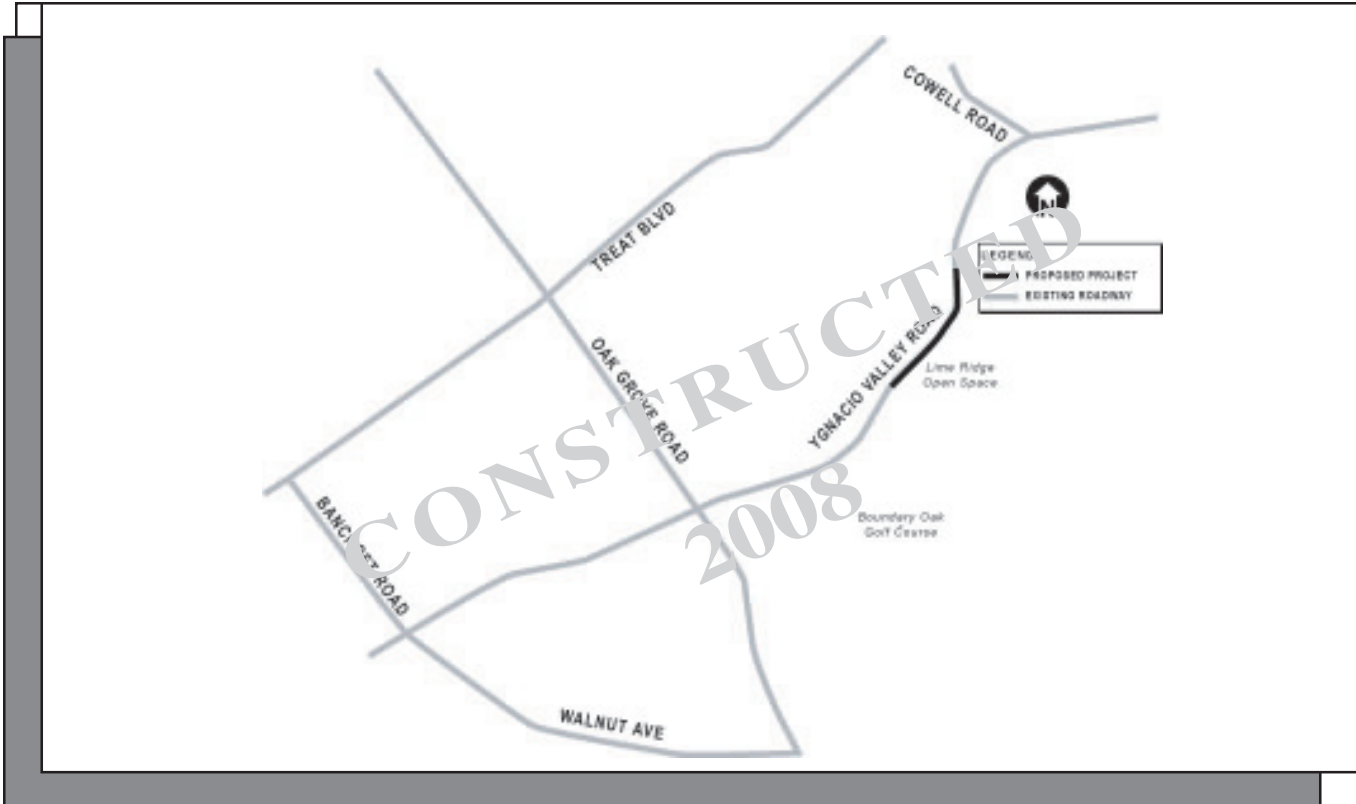 COWELL ROAD
TREAT BLVD
N
LEGEND
PROPOSED PROJECT
EXISTING ROADWAY
YGNACIO VALLEY ROAD
OAK GROVE ROAD
Lime Ridge
Open Space
CONSTRUCTED
2008
BANCROFT ROAD
Boundary Oak
Golf Course
WALNUT AVE